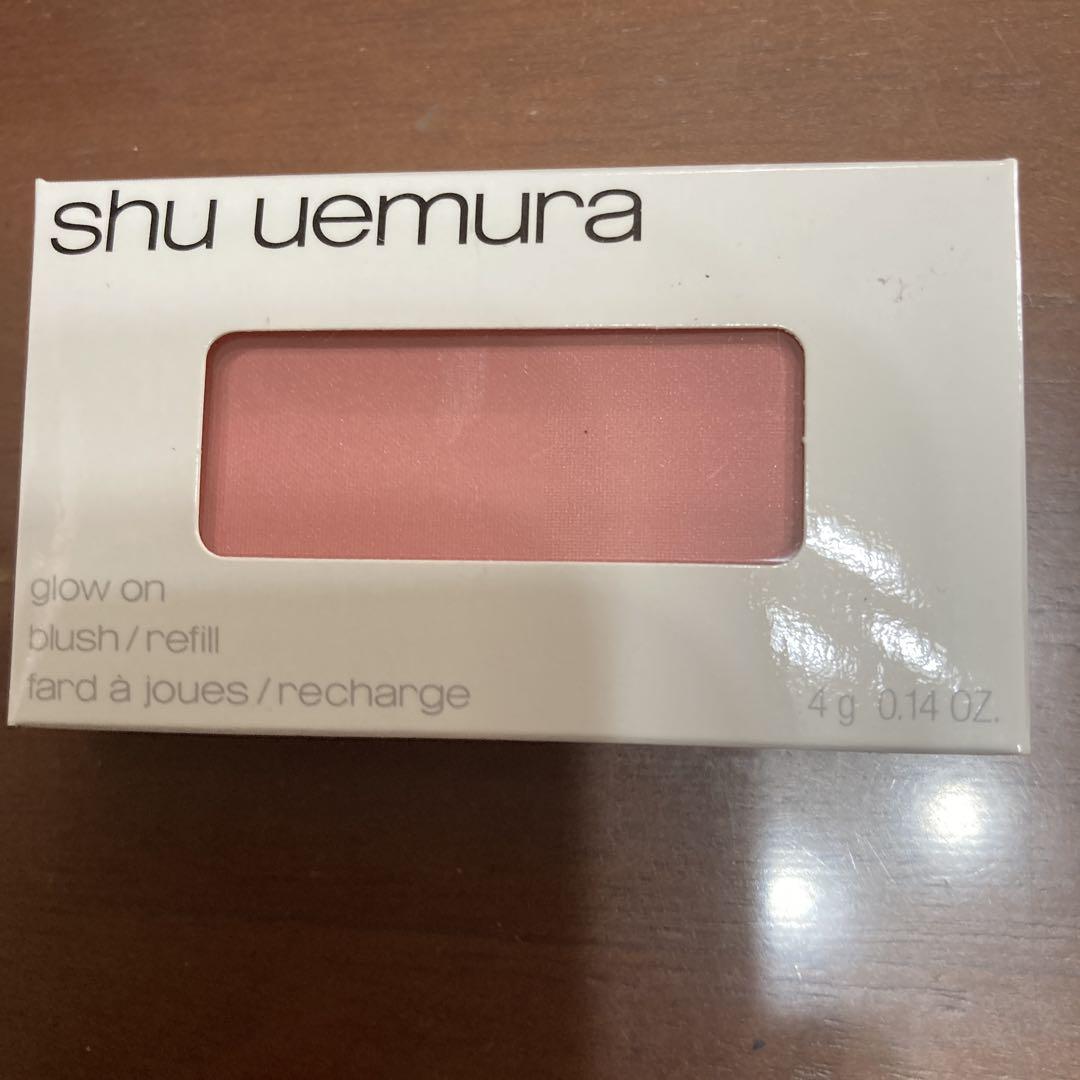 shu uemura
glow on
blush/refill
fard à joues/recharge
4 g 0.14 OZ.